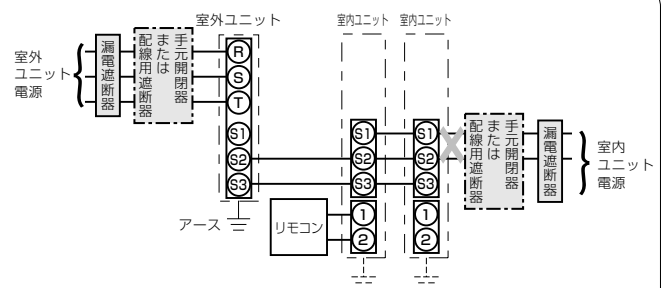 室外ユニット
室内ユニット
室内ユニット
室外
ユニット
電源
漏電遮断器
手元開閉器
または
配線用遮断器
R
S
T
S1
S2
S3
アース
リモコン
S1
S2
S3
1
2
S1
S2
S3
1
2
手元開閉器
または
配線用遮断器
漏電遮断器
室内
ユニット
電源